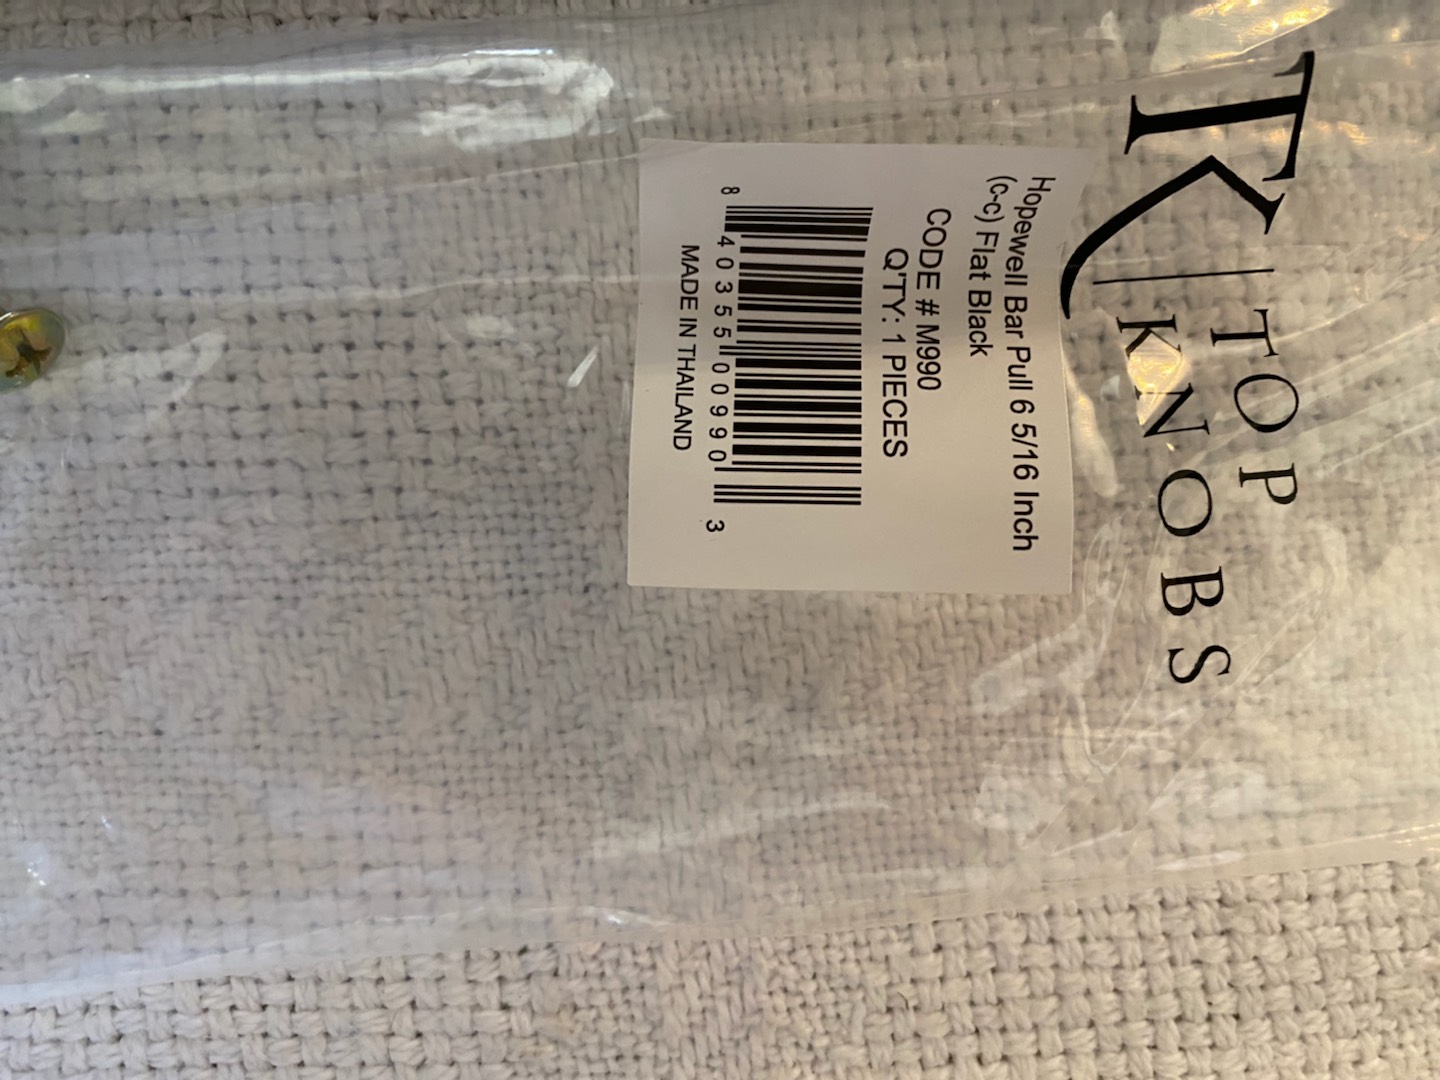 TK
TOP
KNOBS
Hopewell Bar Pull 6 5/16 Inch
(c-c) Flat Black
CODE # M990
Q'TY: 1 PIECES
8 40355 00990 3
MADE IN THAILAND